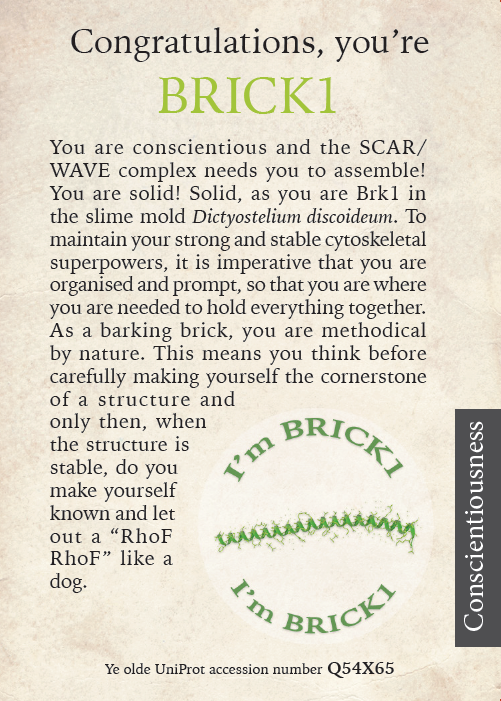 Congratulations, you're
BRICK1
You are conscientious and the SCAR/
WAVE complex needs you to assemble!
You are solid! Solid, as you are Brk1 in
the slime mold Dictyostelium discoideum. To
maintain your strong and stable cytoskeletal
superpowers, it is imperative that you are
organised and prompt, so that you are where
you are needed to hold everything together.
As a barking brick, you are methodical
by nature. This means you think before
carefully making yourself the cornerstone
of a structure and
only then, when
the structure is
stable, do you
make yourself
known and let
out a “RhoF
RhoF” like a
dog.
I'm BRICK1
I'm BRICK1
Conscientiousness
Ye olde UniProt accession number Q54X65